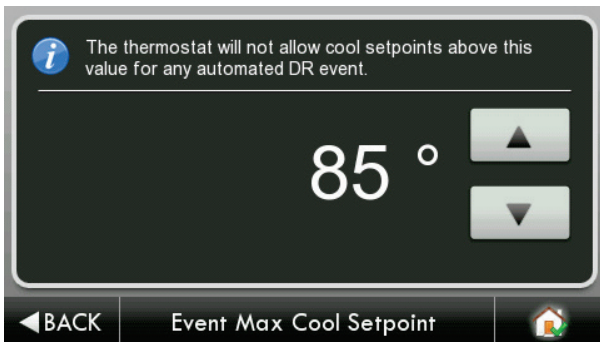 The thermostat will not allow cool setpoints above this
value for any automated DR event.
85 °
BACK
Event Max Cool Setpoint